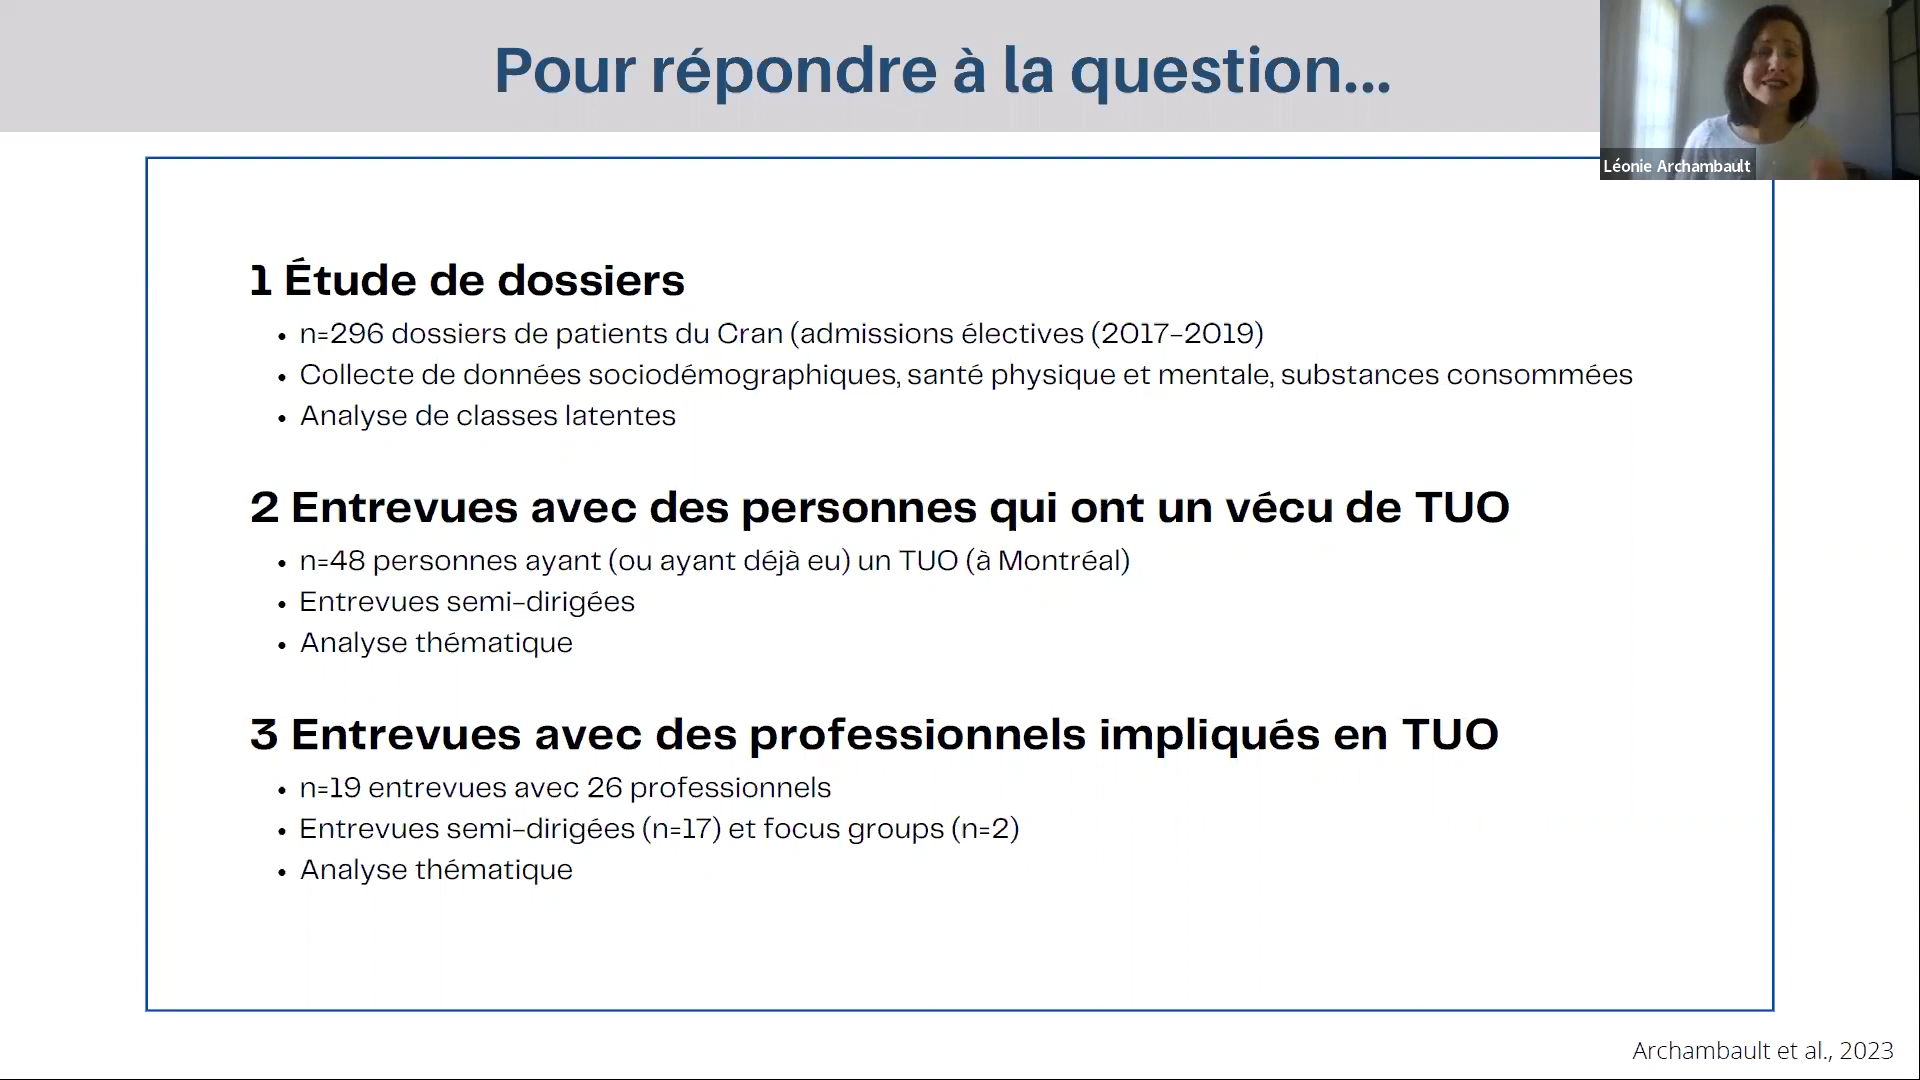 Pour répondre à la question...
Léonie Archambault
1 Étude de dossiers
• n=296 dossiers de patients du Cran (admissions électives (2017-2019)
• Collecte de données sociodémographiques, santé physique et mentale, substances consommées
• Analyse de classes latentes
2 Entrevues avec des personnes qui ont un vécu de TUO
• n=48 personnes ayant (ou ayant déjà eu) un TUO (à Montréal)
• Entrevues semi-dirigées
• Analyse thématique
3 Entrevues avec des professionnels impliqués en TUO
• n=19 entrevues avec 26 professionnels
• Entrevues semi-dirigées (n=17) et focus groups (n=2)
• Analyse thématique
Archambault et al., 2023